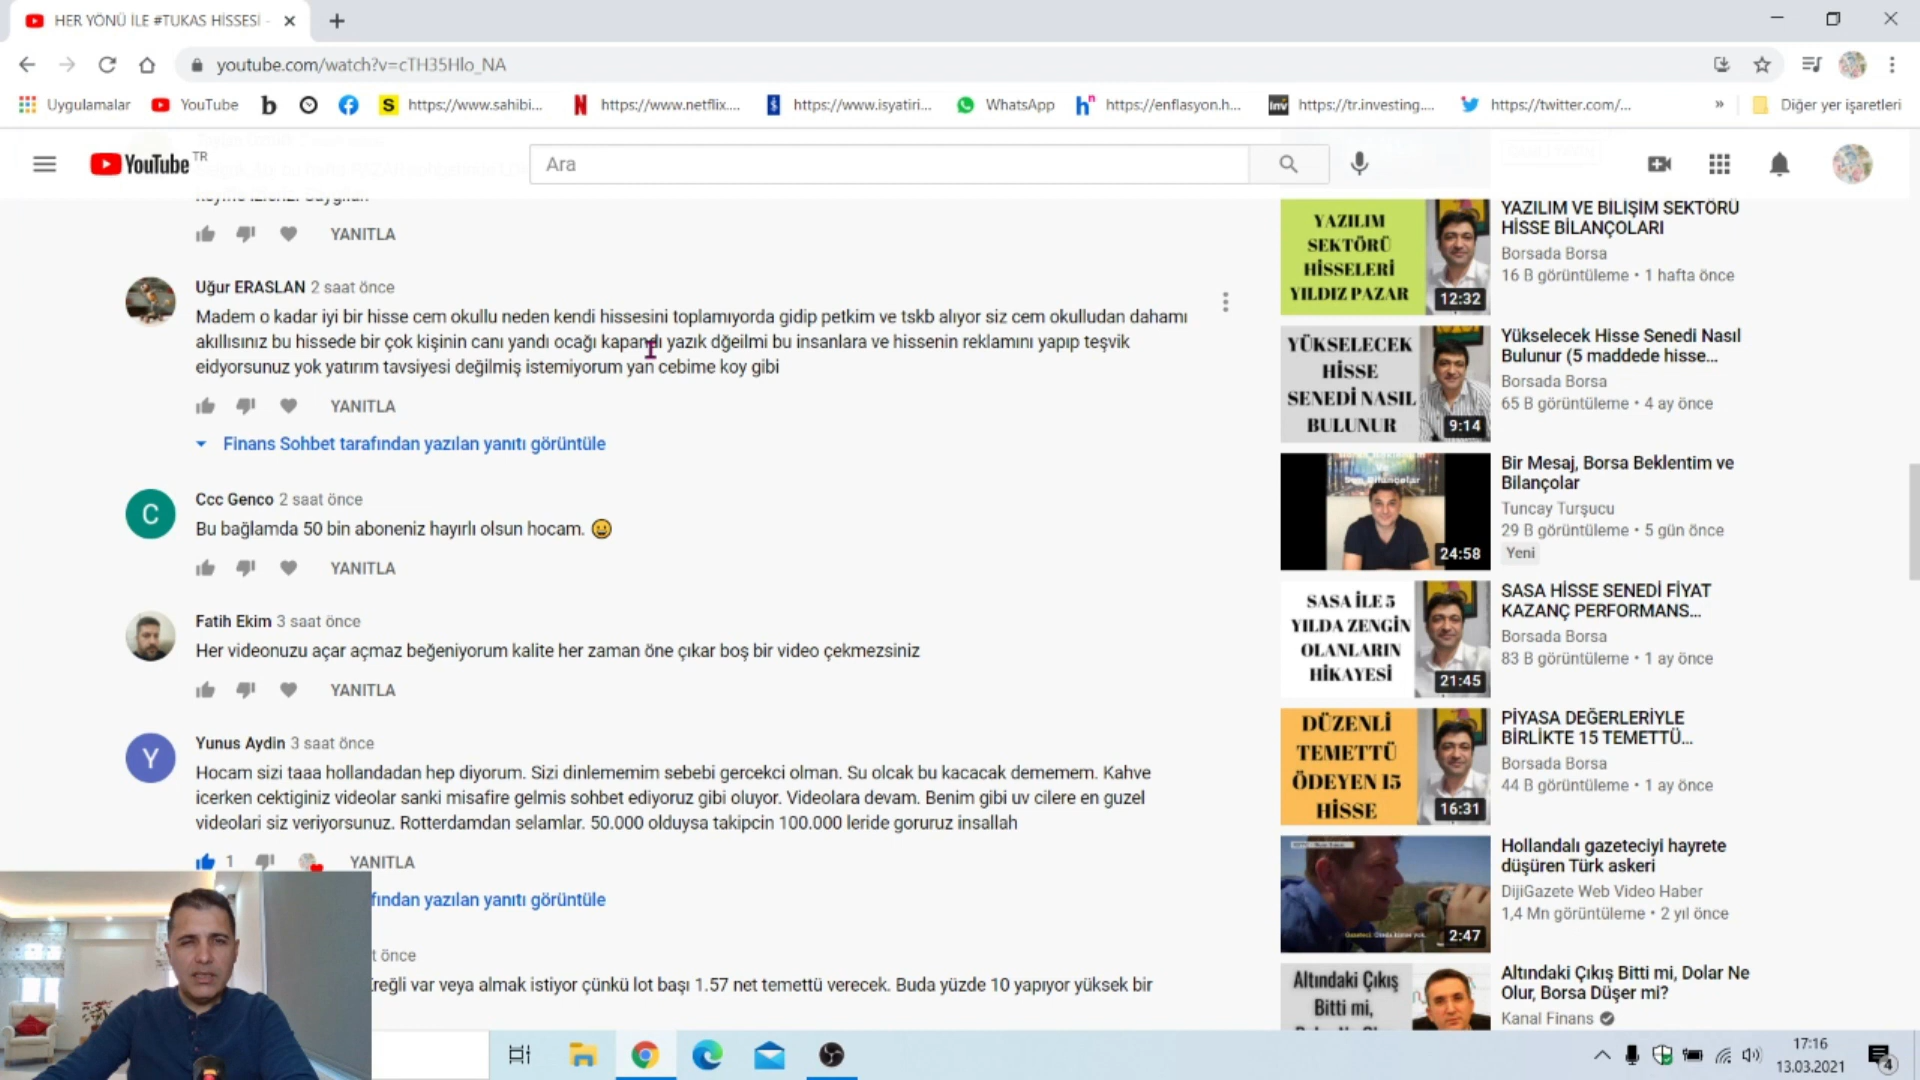 HER YÖNÜ İLE #TUKAS HİSSESİ -
youtube.com/watch?v=cTH35Hlo_NA
Uygulamalar
YouTube
https://www.sahibi...
https://www.netflix....
https://www.isyatiri...
WhatsApp
https://enflasyon.h...
https://tr.investing....
https://twitter.com/...
Diğer yer işaretleri
YouTube TR
Ara
YANITLA
Uğur ERASLAN 2 saat önce
Madem o kadar iyi bir hisse cem okullu neden kendi hissesini toplamıyorda gidip petkim ve tskb alıyor siz cem okulludan dahamı
akıllısınız bu hissede bir çok kişinin canı yandı ocağı kapandı yazık dğeilmi bu insanlara ve hissenin reklamını yapıp teşvik
eidyorsunuz yok yatırım tavsiyesi değilmiş istemiyorum yan cebime koy gibi
YANITLA
Finans Sohbet tarafından yazılan yanıtı görüntüle
C
Ccc Genco 2 saat önce
Bu bağlamda 50 bin aboneniz hayırlı olsun hocam. 😀
YANITLA
Fatih Ekim 3 saat önce
Her videonuzu açar açmaz beğeniyorum kalite her zaman öne çıkar boş bir video çekmezsiniz
YANITLA
Y
Yunus Aydin 3 saat önce
Hocam sizi taaa hollandadan hep diyorum. Sizi dinlememim sebebi gercekci olman. Su olcak bu kacacak dememem. Kahve
icerken cektiginiz videolar sanki misafire gelmis sohbet ediyoruz gibi oluyor. Videolara devam. Benim gibi uv cilere en guzel
videolari siz veriyorsunuz. Rotterdamdan selamlar. 50.000 olduysa takipcin 100.000 leride goruruz insallah
1 YANITLA
fından yazılan yanıtı görüntüle
t önce
Ereğli var veya almak istiyor çünkü lot başı 1.57 net temettü verecek. Buda yüzde 10 yapıyor yüksek bir
YAZILIM
SEKTÖRÜ
HİSSELERİ
YILDIZ PAZAR
12:32
YAZILIM VE BİLİŞİM SEKTÖRÜ
HİSSE BİLANÇOLARI
Borsada Borsa
16 B görüntüleme • 1 hafta önce
YÜKSELECEK
HİSSE
SENEDİ NASIL
BULUNUR
9:14
Yükselecek Hisse Senedi Nasıl
Bulunur (5 maddede hisse...
Borsada Borsa
65 B görüntüleme • 4 ay önce
24:58
Bir Mesaj, Borsa Beklentim ve
Bilançolar
Tuncay Turşucu
29 B görüntüleme • 5 gün önce
Yeni
SASA İLE 5
YILDA ZENGİN
OLANLARIN
HİKAYESİ
21:45
SASA HİSSE SENEDİ FİYAT
KAZANÇ PERFORMANS...
Borsada Borsa
83 B görüntüleme • 1 ay önce
DÜZENLİ
TEMETTÜ
ÖDEYEN 15
HİSSE
16:31
PİYASA DEĞERLERİYLE
BİRLİKTE 15 TEMETTÜ...
Borsada Borsa
44 B görüntüleme • 1 ay önce
2:47
Hollandalı gazeteciyi hayrete
düşüren Türk askeri
DijiGazete Web Video Haber
1,4 Mn görüntüleme • 2 yıl önce
Altındaki Çıkış
Bitti mi,
Altındaki Çıkış Bitti mi, Dolar Ne
Olur, Borsa Düşer mi?
Kanal Finans
17:16
13.03.2021
4